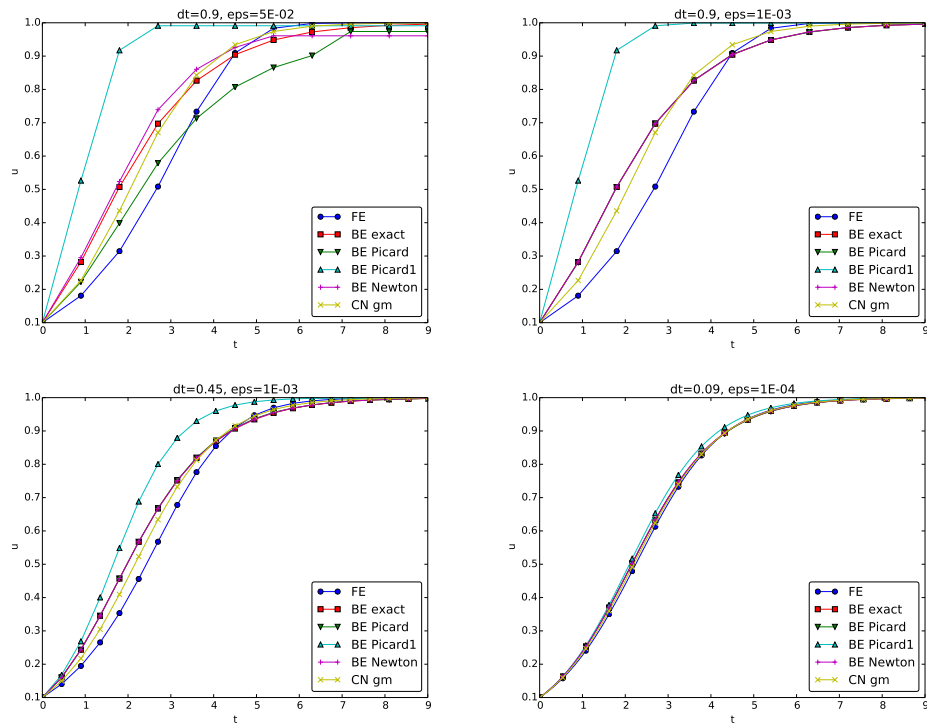 dt=0.9, eps=5E-02
1.0
0.9
0.8
0.7
0.6
0.5
0.4
0.3
0.2
0.1
u
0 1 2 3 4 5 6 7 8 9
t
FE
BE exact
BE Picard
BE Picard1
BE Newton
CN gm
dt=0.9, eps=1E-03
1.0
0.9
0.8
0.7
0.6
0.5
0.4
0.3
0.2
0.1
u
0 1 2 3 4 5 6 7 8 9
t
FE
BE exact
BE Picard
BE Picard1
BE Newton
CN gm
dt=0.45, eps=1E-03
1.0
0.9
0.8
0.7
0.6
0.5
0.4
0.3
0.2
0.1
u
0 1 2 3 4 5 6 7 8 9
t
FE
BE exact
BE Picard
BE Picard1
BE Newton
CN gm
dt=0.09, eps=1E-04
1.0
0.9
0.8
0.7
0.6
0.5
0.4
0.3
0.2
0.1
u
0 1 2 3 4 5 6 7 8 9
t
FE
BE exact
BE Picard
BE Picard1
BE Newton
CN gm